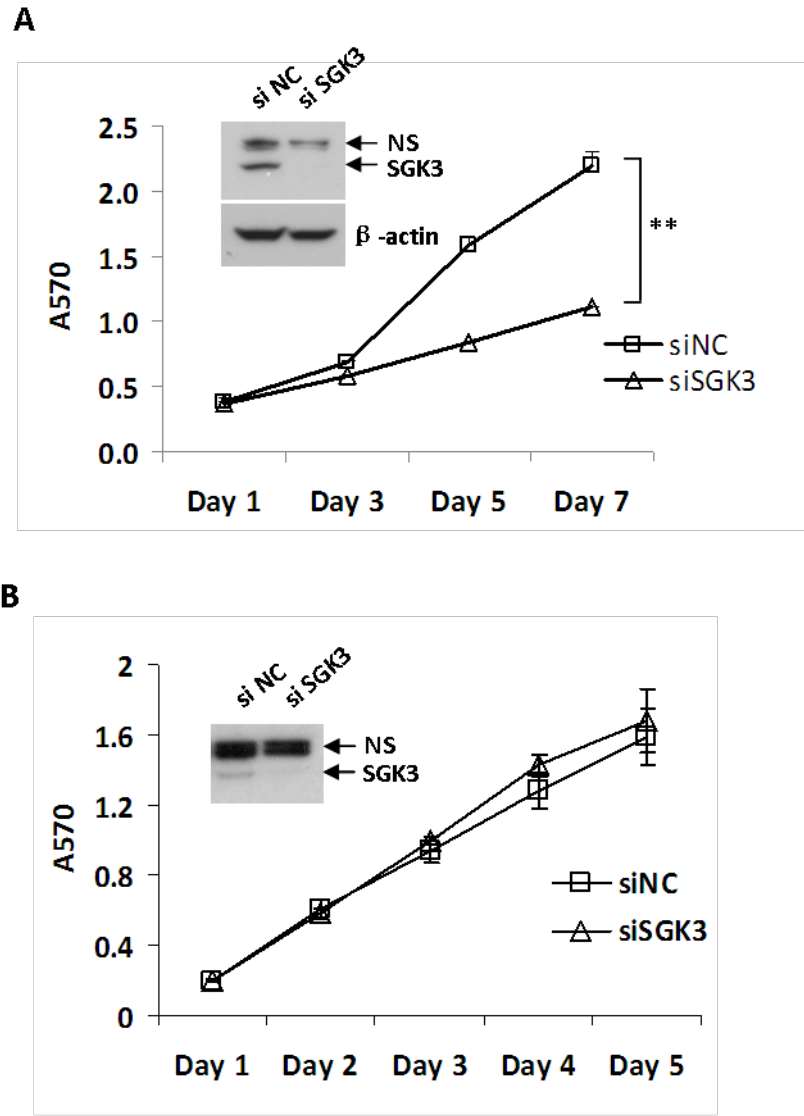 A
si NC si SGK3
NS
SGK3
β -actin
2.5
2.0
1.5
1.0
0.5
0.0
A570
**
siNC
siSGK3
Day 1 Day 3 Day 5 Day 7
B
si NC si SGK3
NS
SGK3
2
1.6
1.2
0.8
0.4
0
A570
siNC
siSGK3
Day 1 Day 2 Day 3 Day 4 Day 5